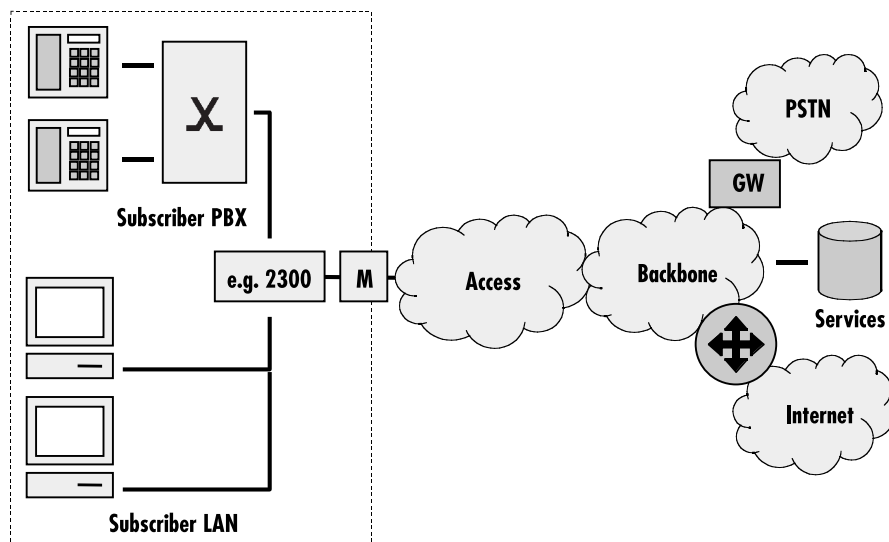 PSTN
GW
Subscriber PBX
e.g. 2300
M
Access
Backbone
Services
Internet
Subscriber LAN